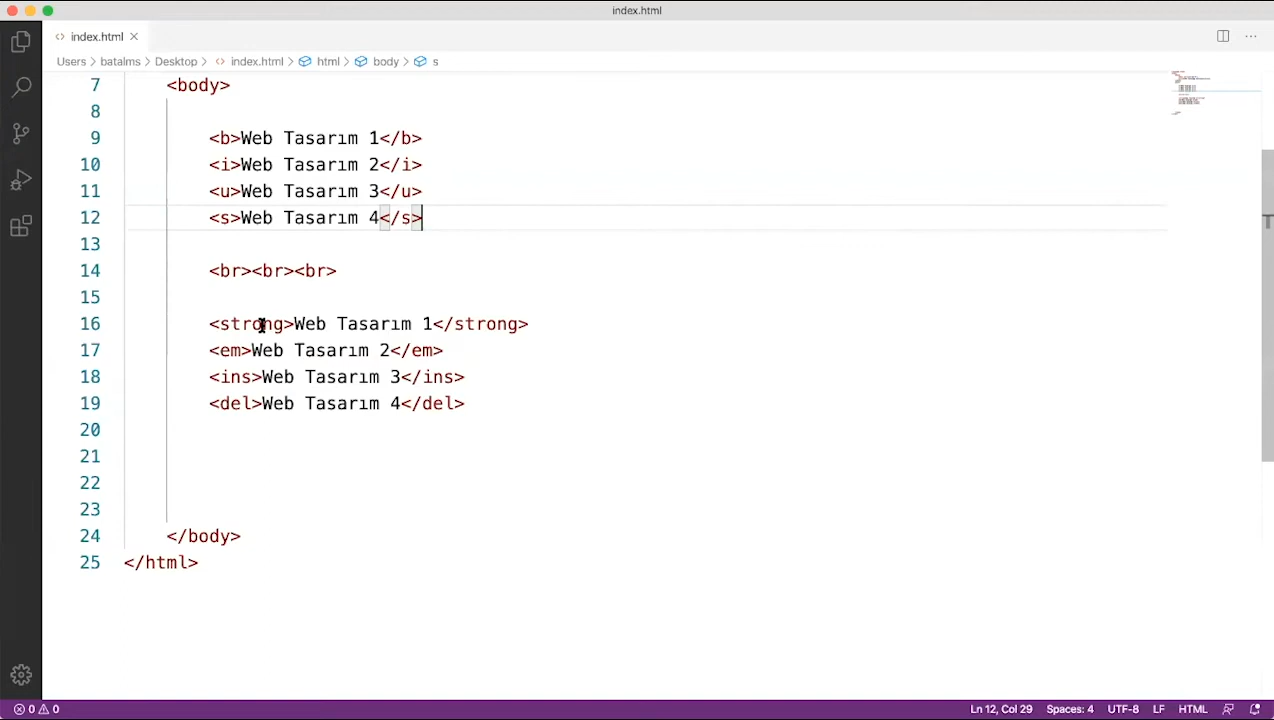 index.html
index.html
Users > batalms > Desktop > index.html > html > body > s
7 <body>
8
9 <b>Web Tasarım 1</b>
10 <i>Web Tasarım 2</i>
11 <u>Web Tasarım 3</u>
12 <s>Web Tasarım 4</s>
13
14 <br><br><br>
15
16 <strong>Web Tasarım 1</strong>
17 <em>Web Tasarım 2</em>
18 <ins>Web Tasarım 3</ins>
19 <del>Web Tasarım 4</del>
20
21
22
23
24 </body>
25 </html>
0 0 Ln 12, Col 29 Spaces: 4 UTF-8 LF HTML